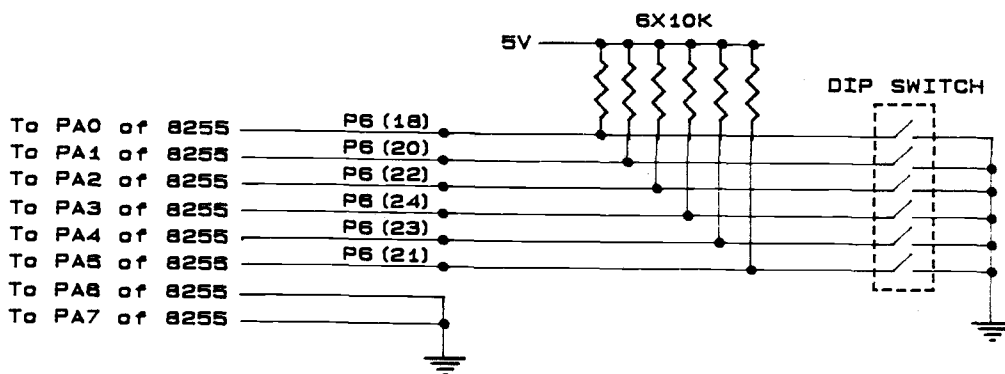 6X10K
5V
DIP SWITCH
To PA0 of 8255 P6 (18)
To PA1 of 8255 P6 (20)
To PA2 of 8255 P6 (22)
To PA3 of 8255 P6 (24)
To PA4 of 8255 P6 (23)
To PA5 of 8255 P6 (21)
To PA6 of 8255
To PA7 of 8255